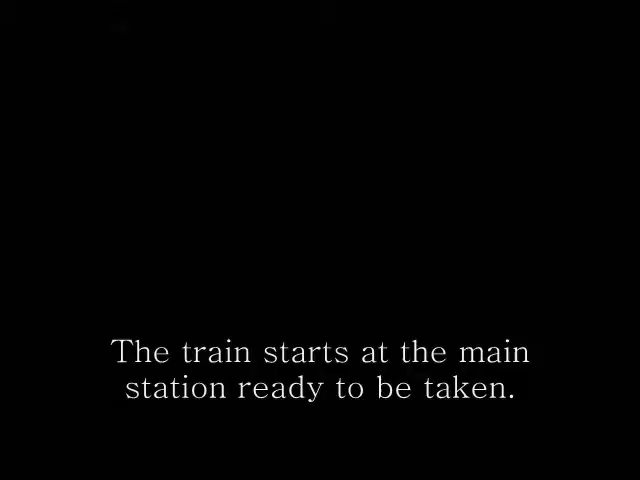 The train starts at the main
station ready to be taken.